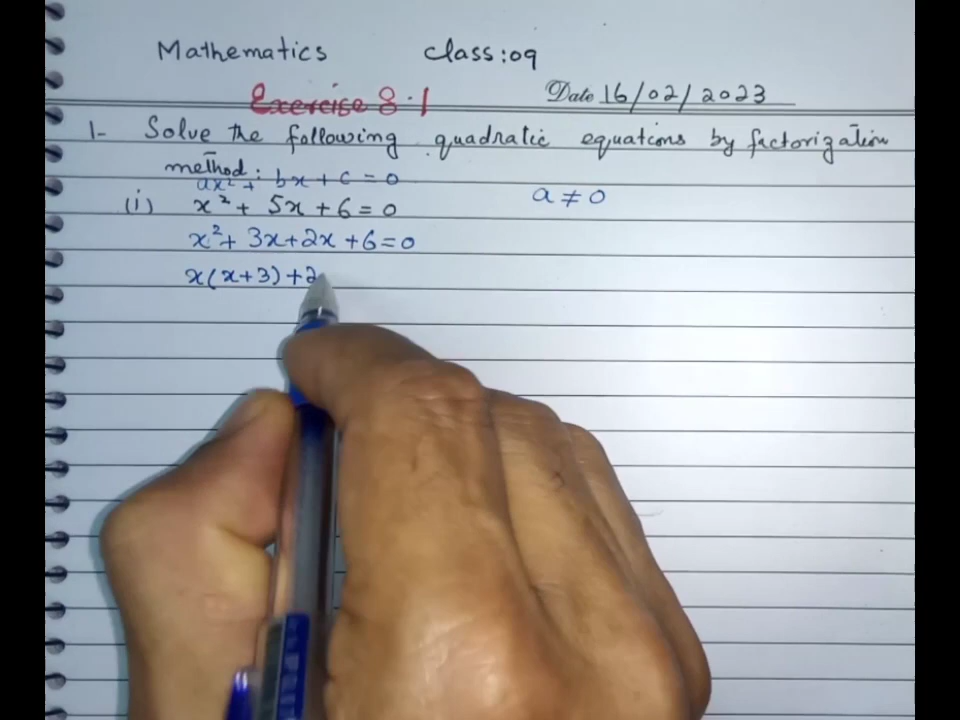 Mathematics Class:09
Exercise 8.1 Date 16/02/2023
1- Solve the following quadratic equations by factorization
method:
ax² + bx + c = 0
(i) x² + 5x + 6 = 0 a ≠ 0
x² + 3x + 2x + 6 = 0
x(x+3) + 2